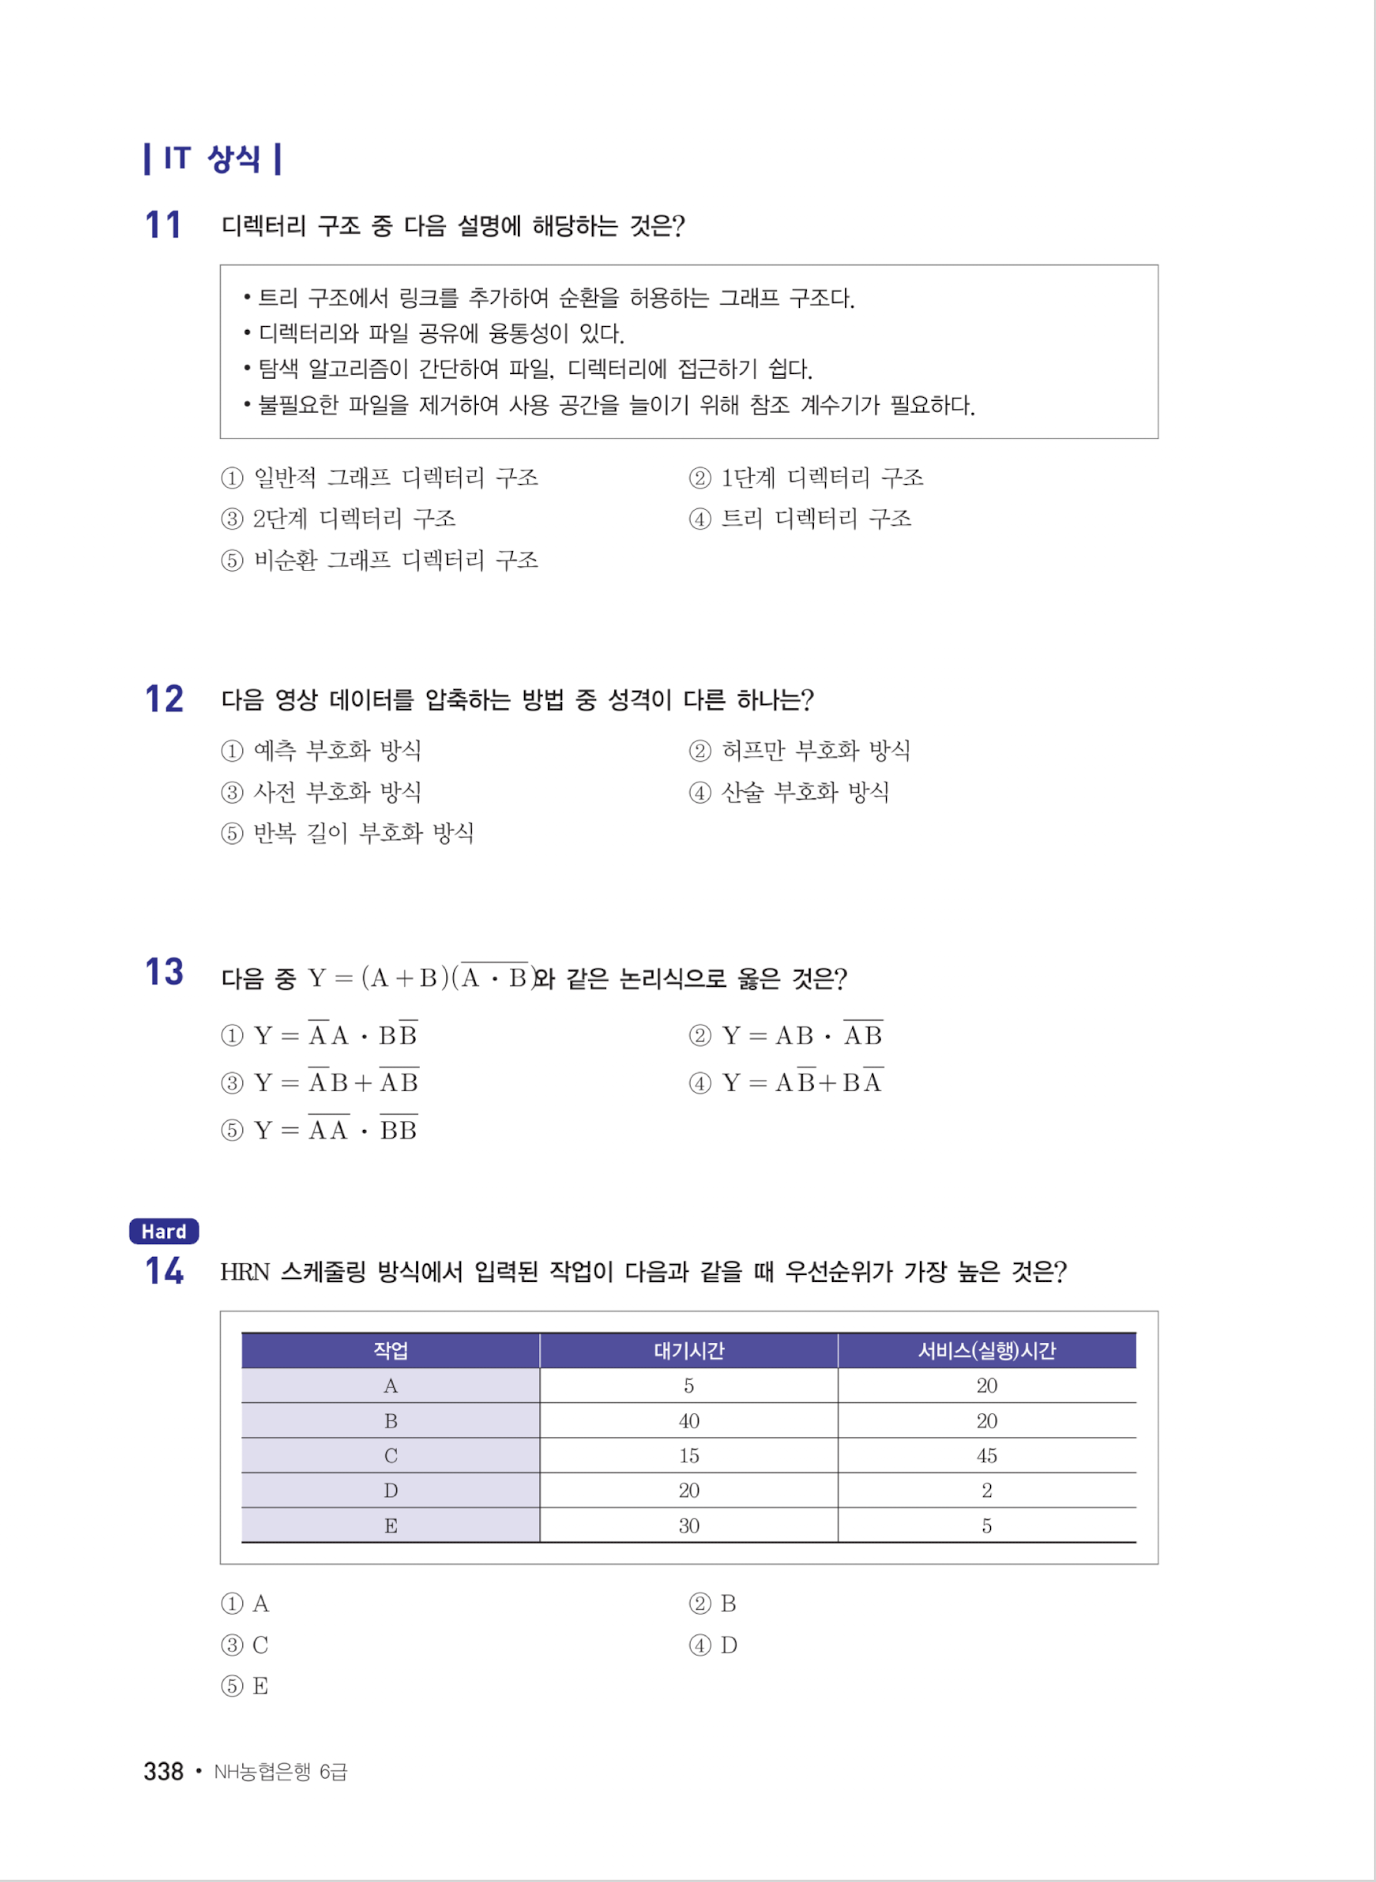 | IT 상식 |
11 디렉터리 구조 중 다음 설명에 해당하는 것은?
• 트리 구조에서 링크를 추가하여 순환을 허용하는 그래프 구조다.
• 디렉터리와 파일 공유에 융통성이 있다.
• 탐색 알고리즘이 간단하여 파일, 디렉터리에 접근하기 쉽다.
• 불필요한 파일을 제거하여 사용 공간을 늘이기 위해 참조 계수기가 필요하다.
① 일반적 그래프 디렉터리 구조 ② 1단계 디렉터리 구조
③ 2단계 디렉터리 구조 ④ 트리 디렉터리 구조
⑤ 비순환 그래프 디렉터리 구조
12 다음 영상 데이터를 압축하는 방법 중 성격이 다른 하나는?
① 예측 부호화 방식 ② 허프만 부호화 방식
③ 사전 부호화 방식 ④ 산술 부호화 방식
⑤ 반복 길이 부호화 방식
13 다음 중 Y = (A + B)(\overline{A · B})와 같은 논리식으로 옳은 것은?
① Y = \overline{A}A · B\overline{B} ② Y = AB · \overline{AB}
③ Y = \overline{A}B + \overline{AB} ④ Y = A\overline{B} + B\overline{A}
⑤ Y = \overline{AA} · \overline{BB}
Hard
14 HRN 스케줄링 방식에서 입력된 작업이 다음과 같을 때 우선순위가 가장 높은 것은?
작업 대기시간 서비스(실행)시간
A 5 20
B 40 20
C 15 45
D 20 2
E 30 5
① A ② B
③ C ④ D
⑤ E
338 • NH농협은행 6급